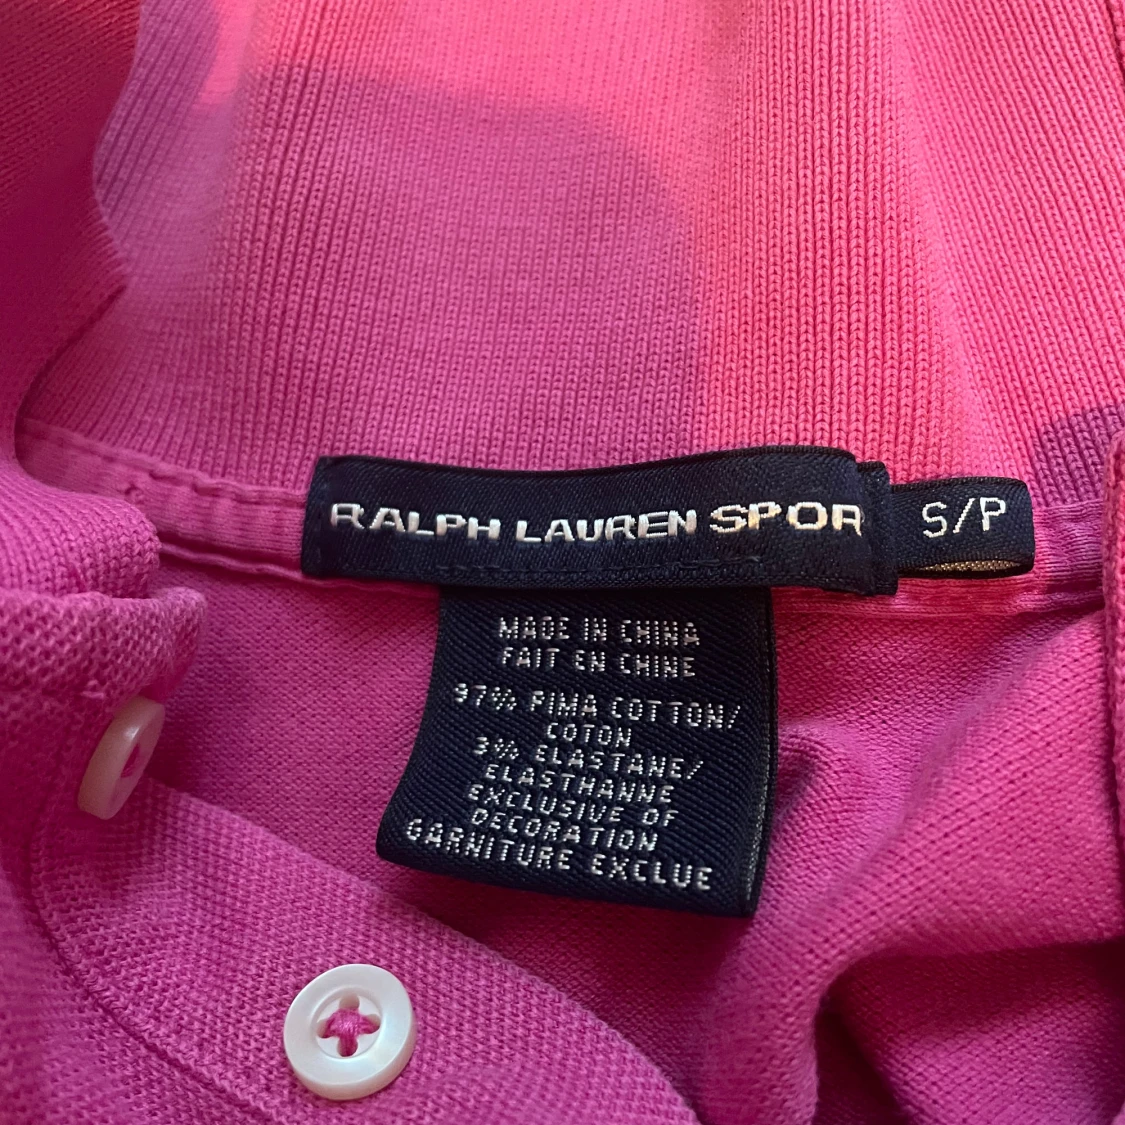 RALPH LAUREN SPOR
S/P
MADE IN CHINA
FAIT EN CHINE
97% PIMA COTTON/
COTON
3% ELASTANE/
ELASTHANNE
EXCLUSIVE OF
DECORATION
GARNITURE EXCLUE